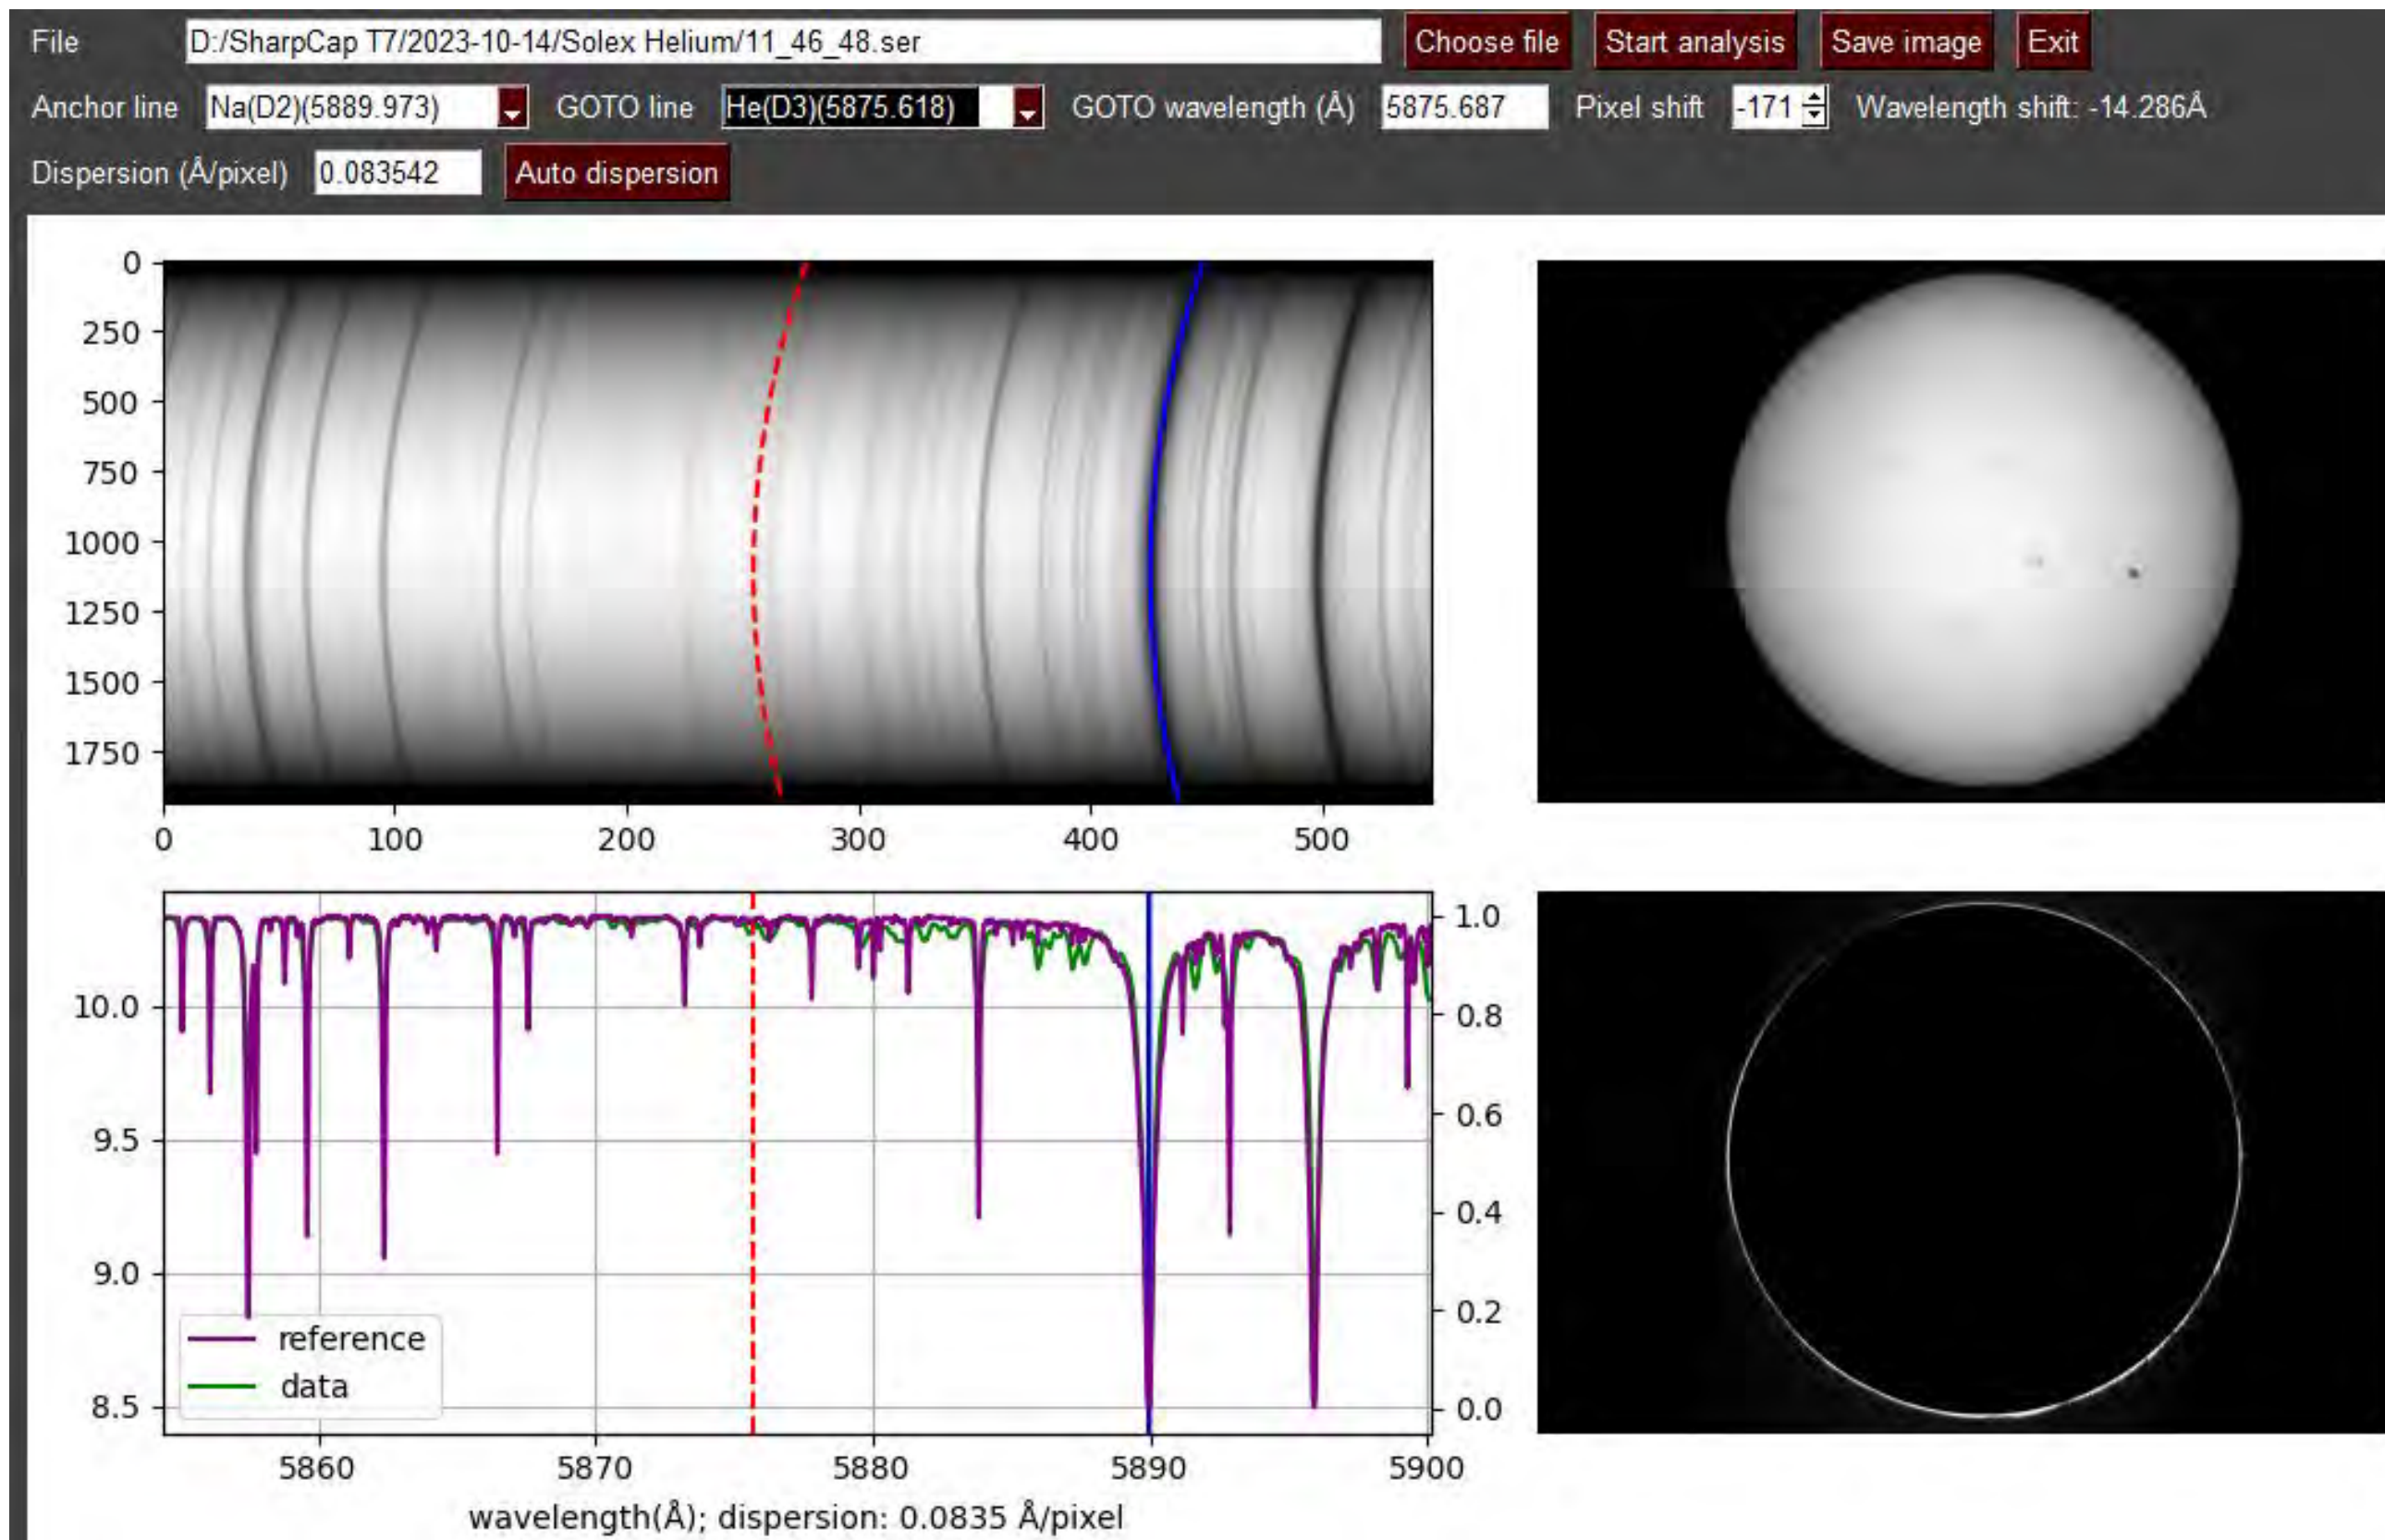 File D:/SharpCap T7/2023-10-14/Solex Helium/11_46_48.ser Choose file Start analysis Save image Exit
Anchor line Na(D2)(5889.973) GOTO line He(D3)(5875.618) GOTO wavelength (Å) 5875.687 Pixel shift -171 Wavelength shift: -14.286Å
Dispersion (Å/pixel) 0.083542 Auto dispersion
0
250
500
750
1000
1250
1500
1750
0 100 200 300 400 500
10.0
9.5
9.0
8.5
1.0
0.8
0.6
0.4
0.2
0.0
reference
data
5860 5870 5880 5890 5900
wavelength(Å); dispersion: 0.0835 Å/pixel